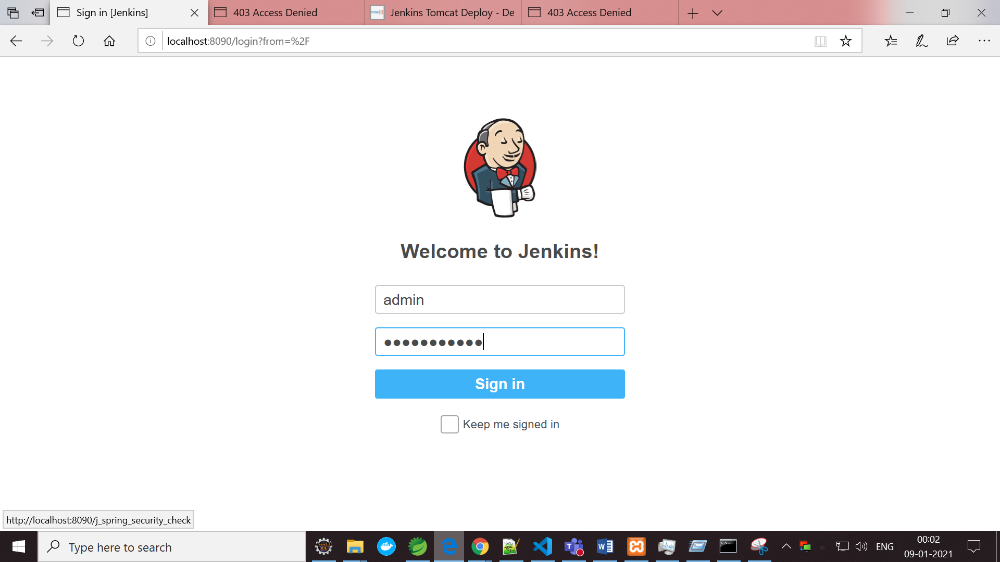 Sign in [Jenkins]
403 Access Denied
Jenkins Tomcat Deploy - De
403 Access Denied
localhost:8090/login?from=%2F
Welcome to Jenkins!
admin
Sign in
Keep me signed in
http://localhost:8090/j_spring_security_check
Type here to search
ENG
00:02
09-01-2021